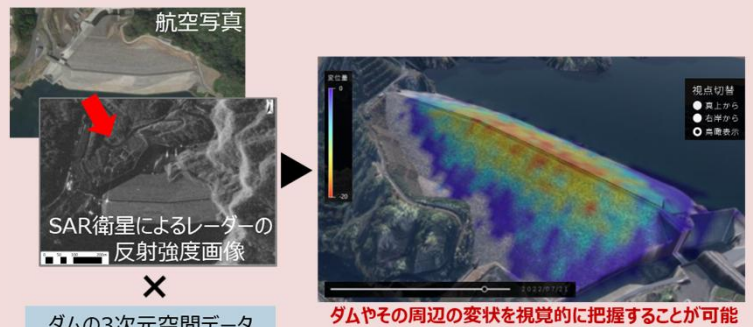 航空写真
SAR衛星によるレーダーの
反射強度画像
×
ダムの3次元空間データ
変位量
0
-20
視点切替
真上から
右岸から
鳥瞰表示
2022/07/21
ダムやその周辺の変状を視覚的に把握することが可能